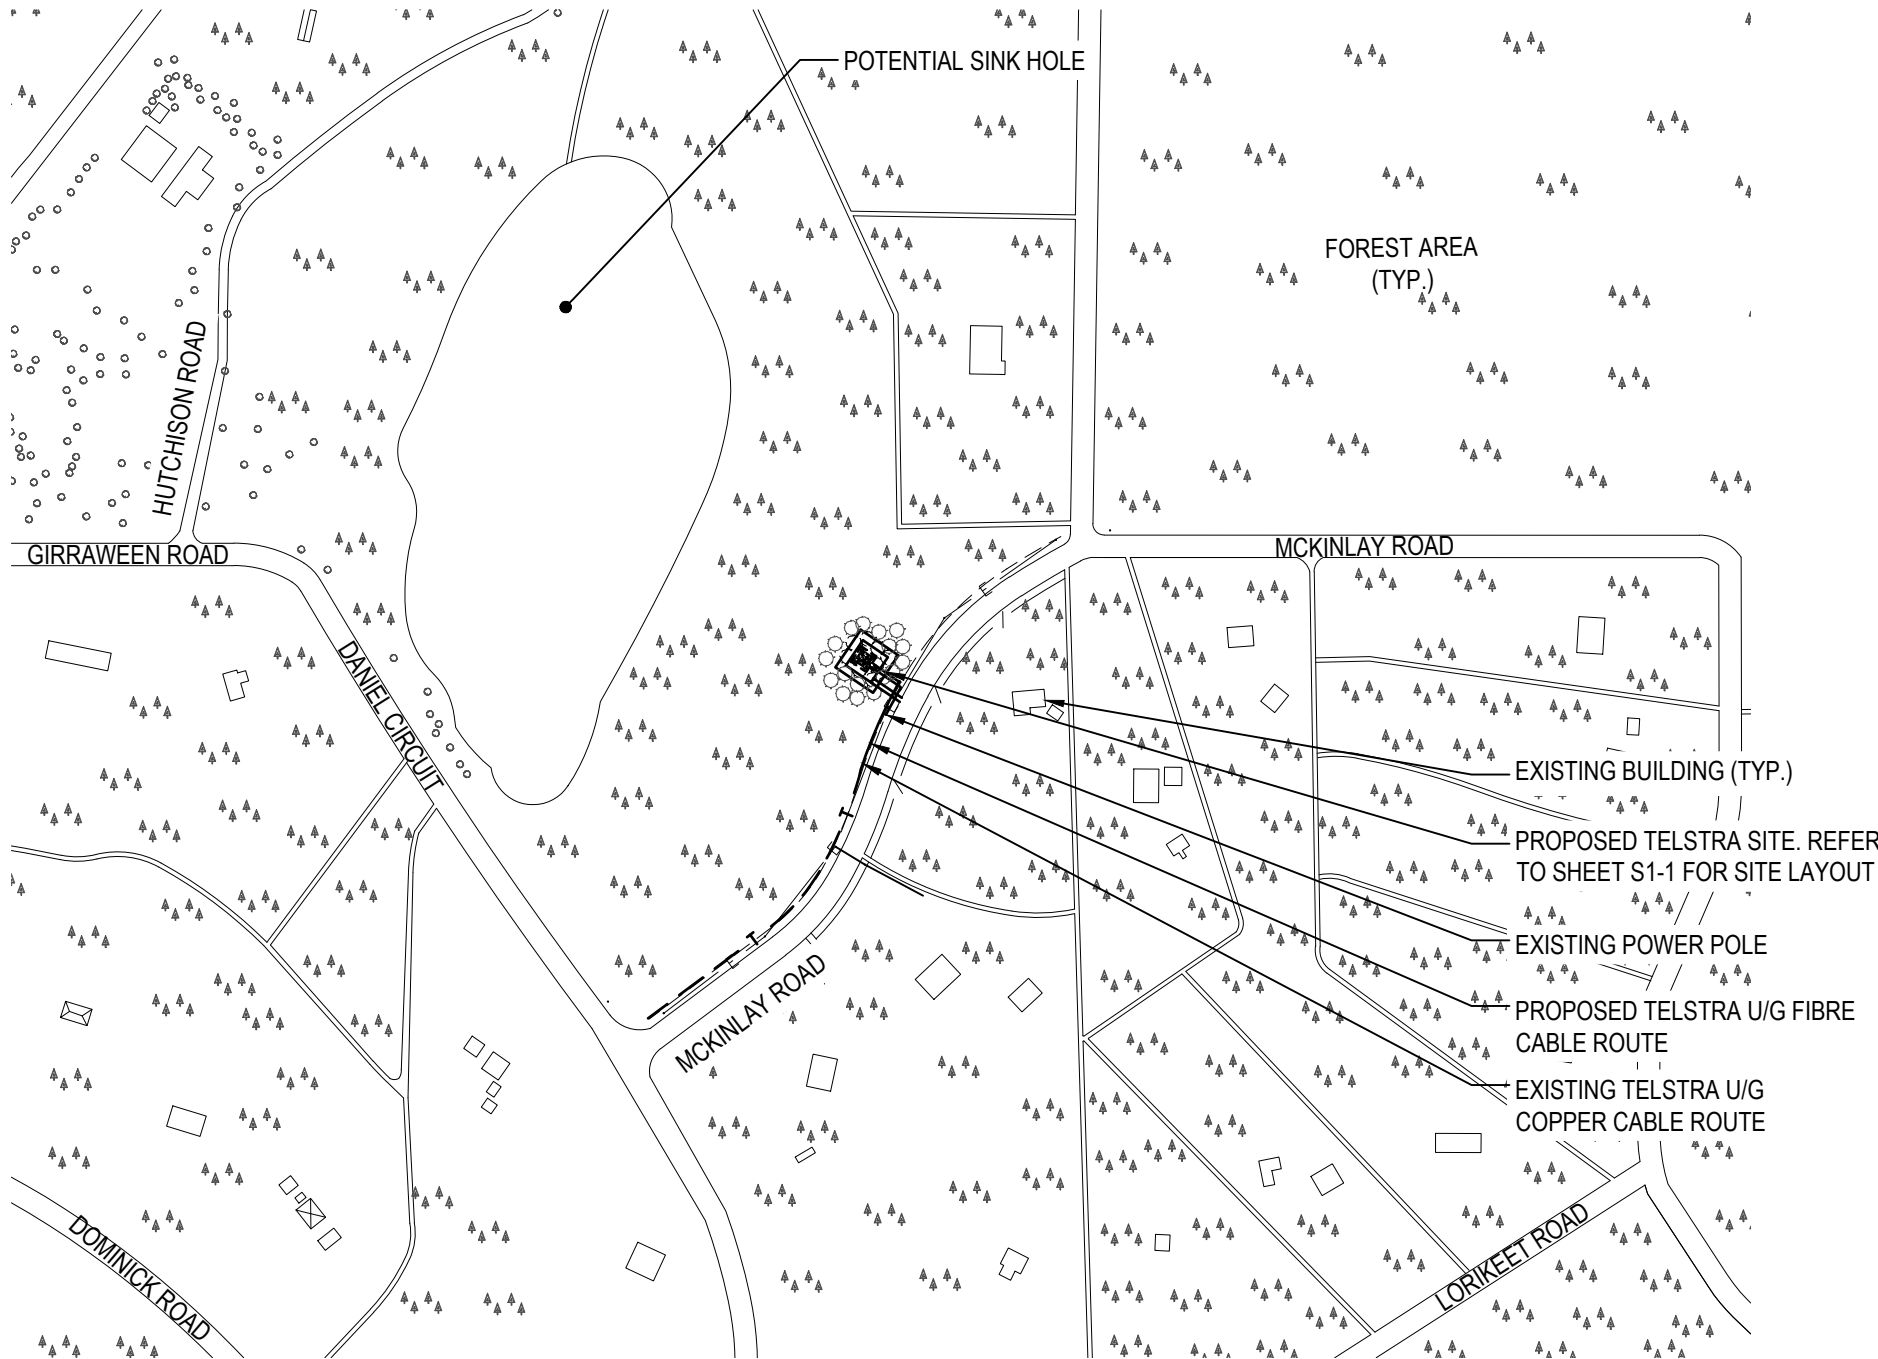 POTENTIAL SINK HOLE
FOREST AREA
(TYP.)
HUTCHISON ROAD
GIRRAWEEN ROAD
MCKINLAY ROAD
DANIEL CIRCUIT
EXISTING BUILDING (TYP.)
PROPOSED TELSTRA SITE. REFER
TO SHEET S1-1 FOR SITE LAYOUT
EXISTING POWER POLE
MCKINLAY ROAD
PROPOSED TELSTRA U/G FIBRE
CABLE ROUTE
EXISTING TELSTRA U/G
COPPER CABLE ROUTE
DOMINICK ROAD
LORIKEET ROAD
T
T